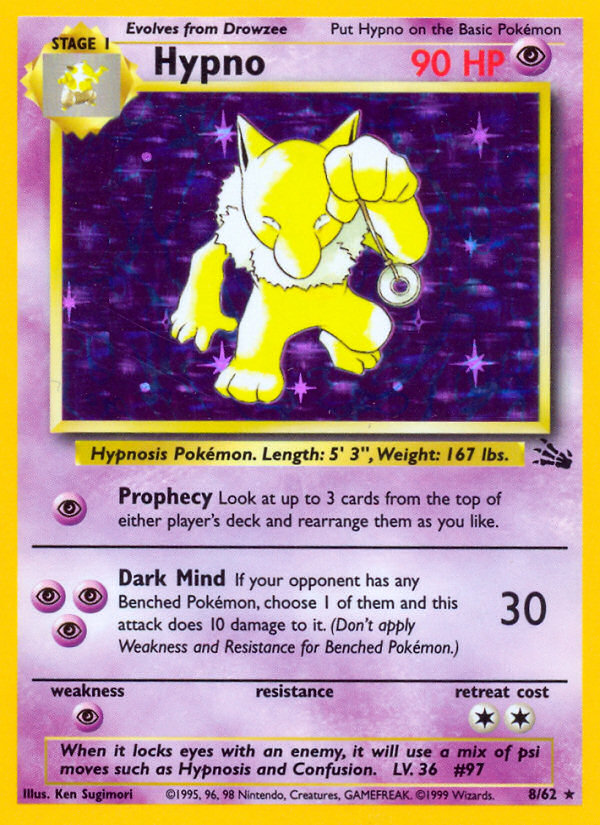 Evolves from Drowzee Put Hypno on the Basic Pokémon
STAGE 1
Hypno 90 HP
Hypnosis Pokémon. Length: 5' 3", Weight: 167 lbs.
Prophecy Look at up to 3 cards from the top of
either player's deck and rearrange them as you like.
Dark Mind If your opponent has any
Benched Pokémon, choose 1 of them and this
attack does 10 damage to it. (Don't apply
Weakness and Resistance for Benched Pokémon.)
30
weakness resistance retreat cost
When it locks eyes with an enemy, it will use a mix of psi
moves such as Hypnosis and Confusion. LV. 36 #97
Illus. Ken Sugimori ©1995, 96, 98 Nintendo, Creatures, GAMEFREAK. ©1999 Wizards. 8/62 ★